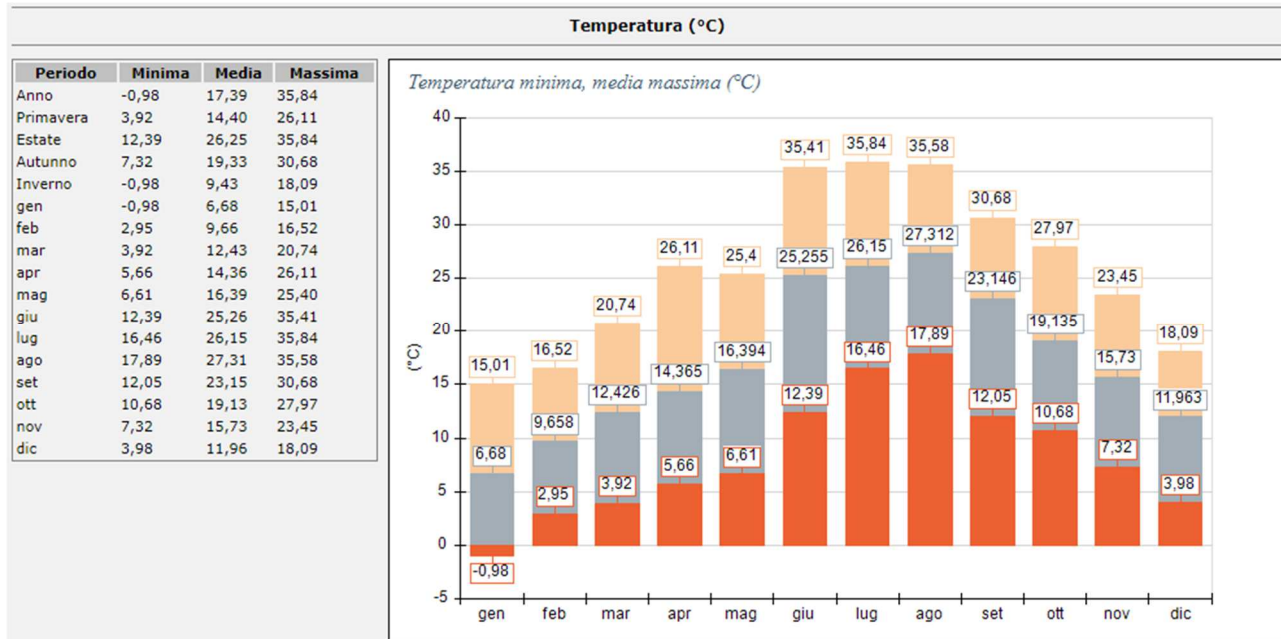 Temperatura (°C)
Periodo Minima Media Massima
Anno -0,98 17,39 35,84
Primavera 3,92 14,40 26,11
Estate 12,39 26,25 35,84
Autunno 7,32 19,33 30,68
Inverno -0,98 9,43 18,09
gen -0,98 6,68 15,01
feb 2,95 9,66 16,52
mar 3,92 12,43 20,74
apr 5,66 14,36 26,11
mag 6,61 16,39 25,40
giu 12,39 25,26 35,41
lug 16,46 26,15 35,84
ago 17,89 27,31 35,58
set 12,05 23,15 30,68
ott 10,68 19,13 27,97
nov 7,32 15,73 23,45
dic 3,98 11,96 18,09
Temperatura minima, media massima (°C)
(°C)
40
35
30
25
20
15
10
5
0
-5
15,01 16,52 20,74 26,11 25,4 35,41 35,84 35,58 30,68 27,97 23,45 18,09
6,68 9,658 12,426 14,365 16,394 25,255 26,15 27,312 23,146 19,135 15,73 11,963
-0,98 2,95 3,92 5,66 6,61 12,39 16,46 17,89 12,05 10,68 7,32 3,98
gen feb mar apr mag giu lug ago set ott nov dic